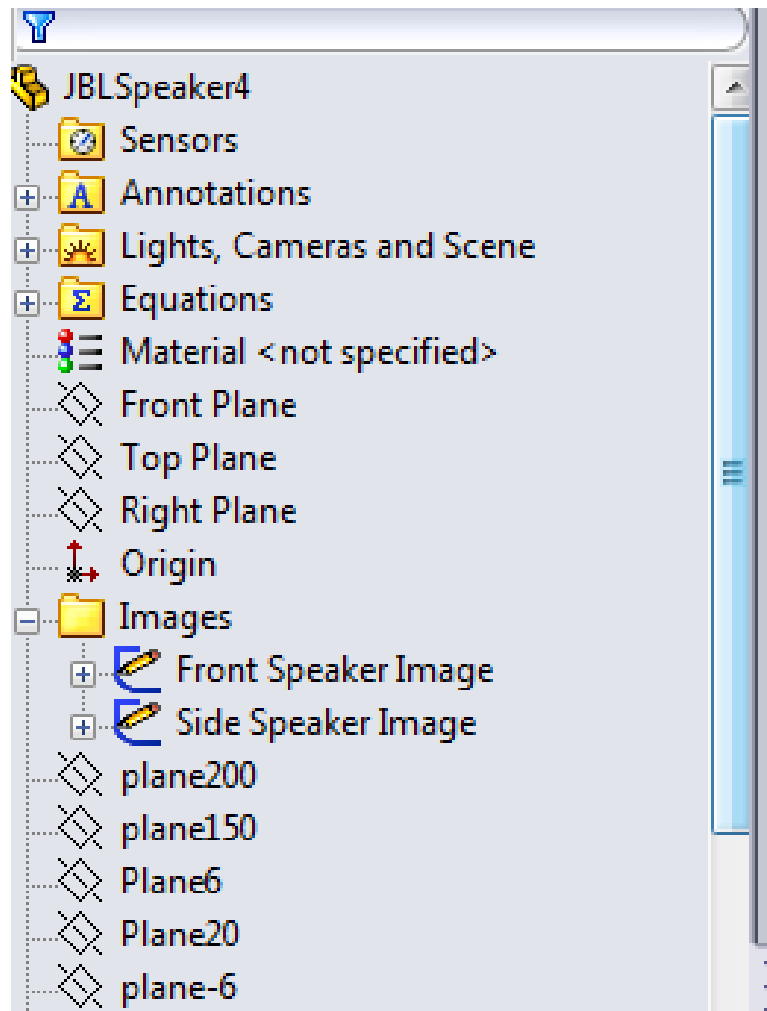 JBLSpeaker4
Sensors
Annotations
Lights, Cameras and Scene
Equations
Material <not specified>
Front Plane
Top Plane
Right Plane
Origin
Images
Front Speaker Image
Side Speaker Image
plane200
plane150
Plane6
Plane20
plane-6